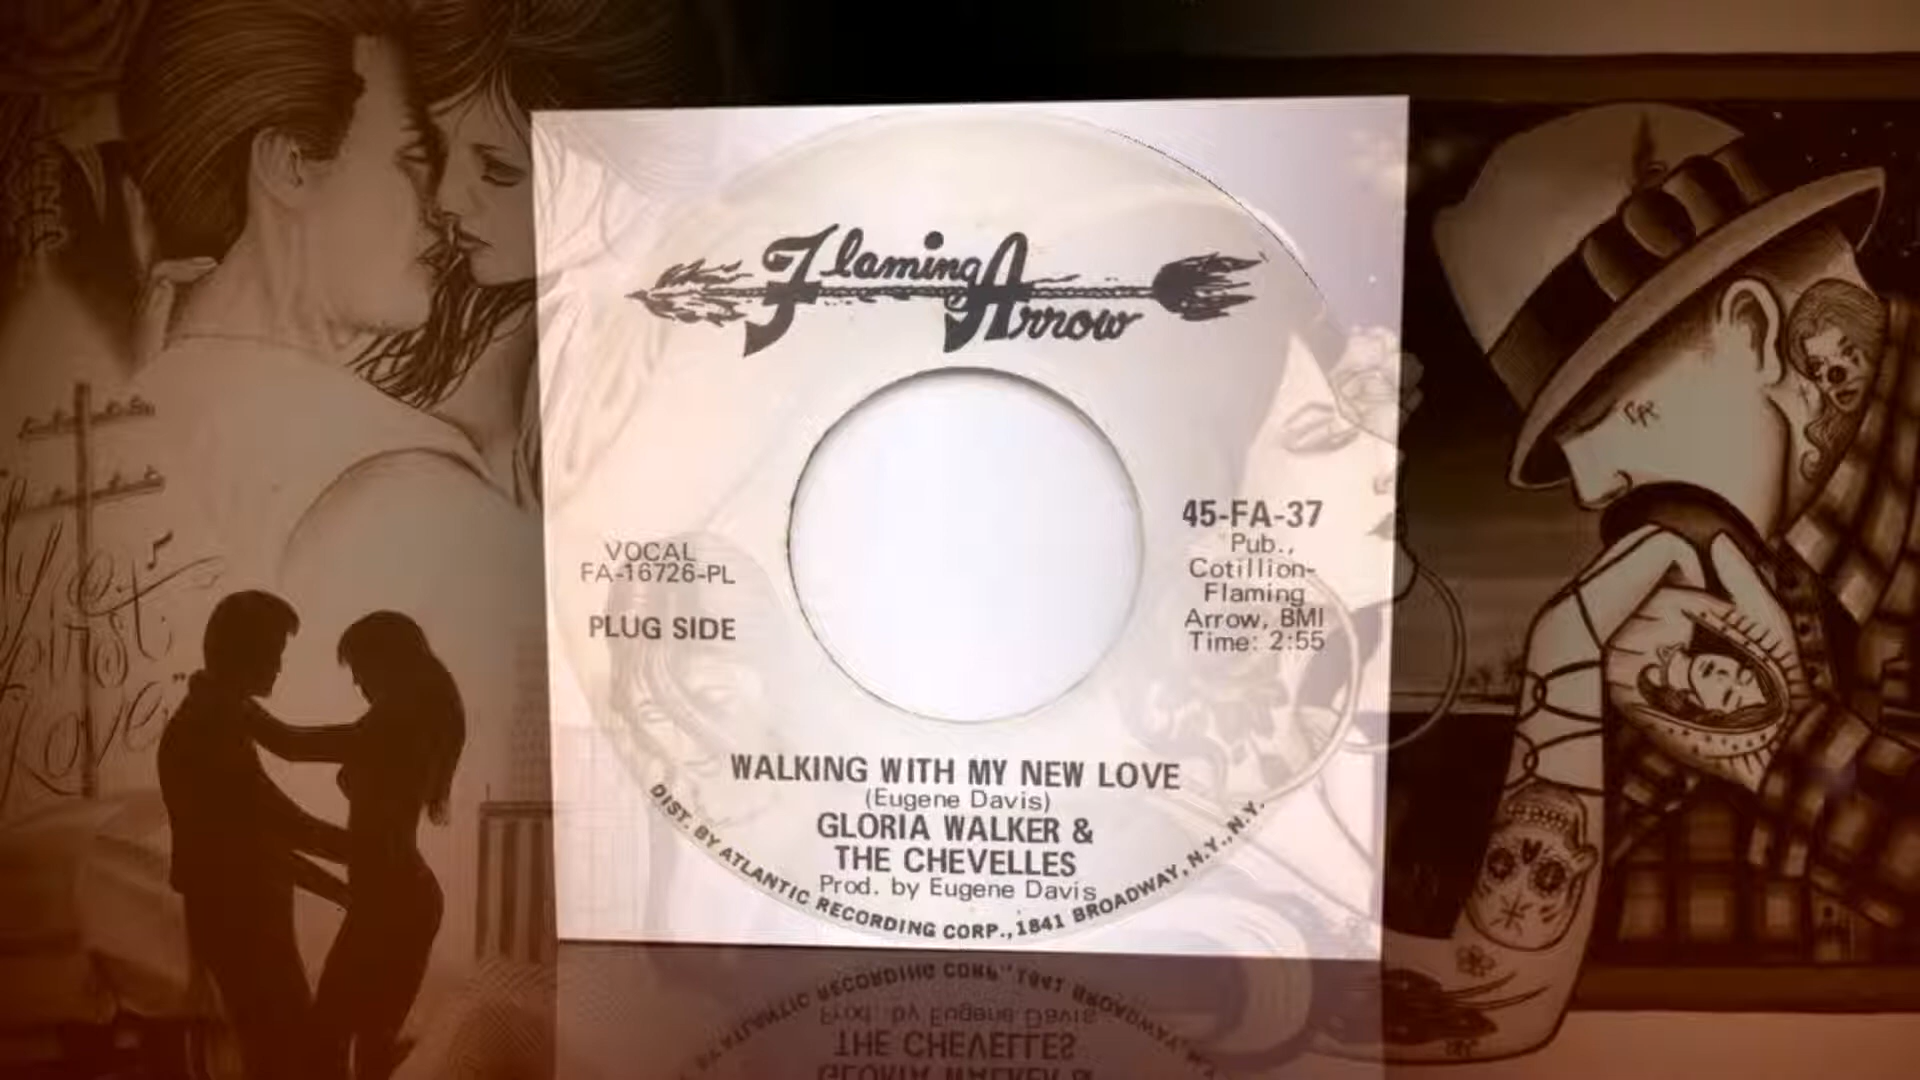 Flaming
Arrow
VOCAL
FA-16726-PL
PLUG SIDE
45-FA-37
Pub.,
Cotillion-
Flaming
Arrow, BMI
Time: 2:55
WALKING WITH MY NEW LOVE
(Eugene Davis)
GLORIA WALKER &
THE CHEVELLES
Prod. by Eugene Davis
DIST. BY ATLANTIC RECORDING CORP., 1841 BROADWAY, N.Y., N.Y.